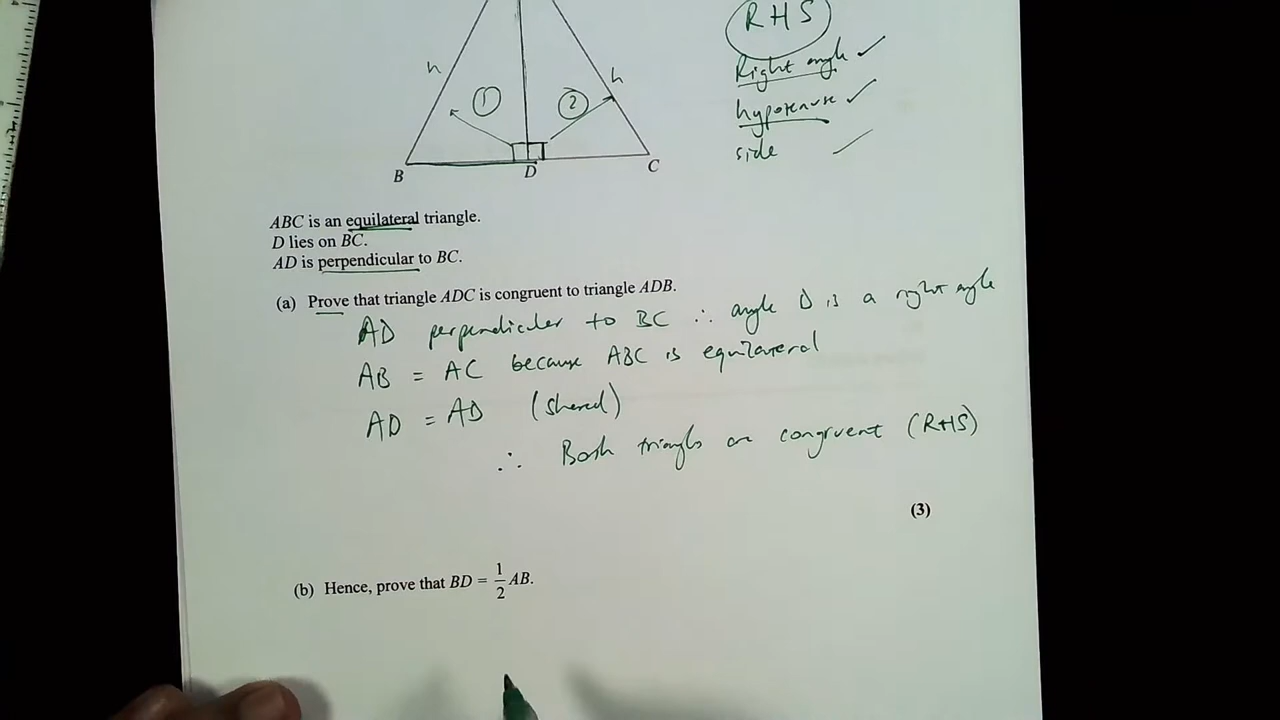 RHS
Right angle
h
h
1
2
hypotenuse
side
B
D
C
ABC is an equilateral triangle.
D lies on BC.
AD is perpendicular to BC.
(a) Prove that triangle ADC is congruent to triangle ADB.
AD perpendicular to BC ∴ angle D is a right angle
AB = AC because ABC is equilateral
AD = AD (shared)
∴ Both triangles are congruent (RHS)
(3)
(b) Hence, prove that BD = 1/2 AB.